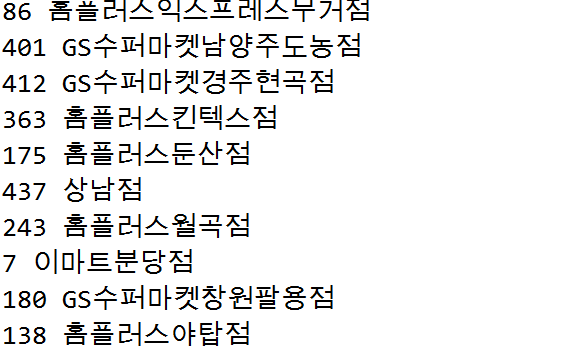 86 홈플러스익스프레스무거점
401 GS수퍼마켓남양주도농점
412 GS수퍼마켓경주현곡점
363 홈플러스킨텍스점
175 홈플러스둔산점
437 상남점
243 홈플러스월곡점
7 이마트분당점
180 GS수퍼마켓창원팔용점
138 홈플러스야탑점